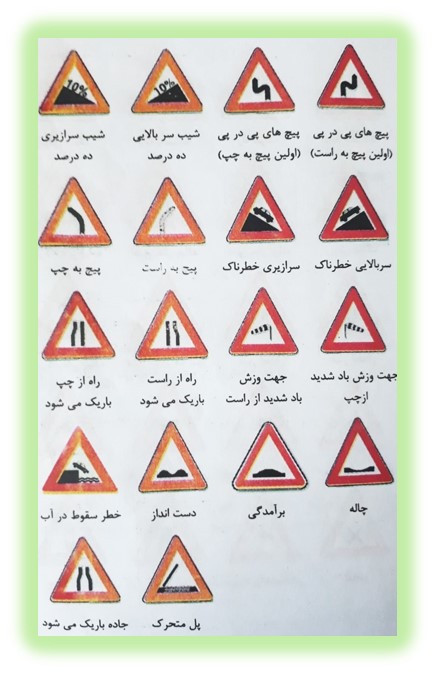 10%
10%
پیچ های پی در پی
(اولین پیچ به راست)
پیچ های پی در پی
(اولین پیچ به چپ)
شیب سر بالایی
ده درصد
شیب سرازیری
ده درصد
سربالایی خطرناک
سرازیری خطرناک
پیچ به راست
پیچ به چپ
جهت وزش باد شدید
ازچپ
جهت وزش
باد شدید از راست
راه از راست
باریک می شود
راه از چپ
باریک می شود
چاله
برآمدگی
دست انداز
خطر سقوط در آب
پل متحرک
جاده باریک می شود